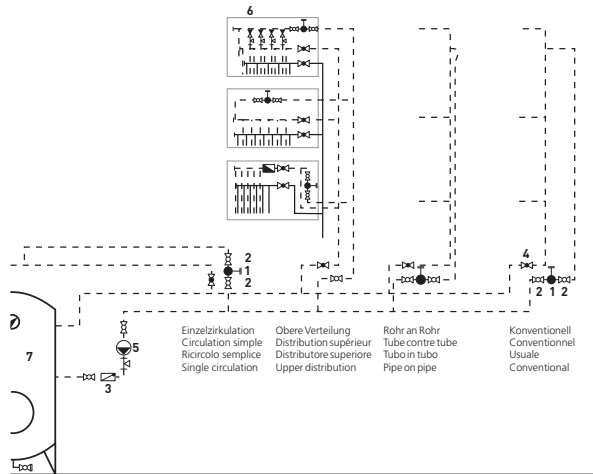 6
2
1
2
4
2 1 2
5
7
3
Einzelzirkulation
Circulation simple
Ricircolo semplice
Single circulation
Obere Verteilung
Distribution supérieur
Distributore superiore
Upper distribution
Rohr an Rohr
Tube contre tube
Tubo in tubo
Pipe on pipe
Konventionell
Conventionnel
Usuale
Conventional